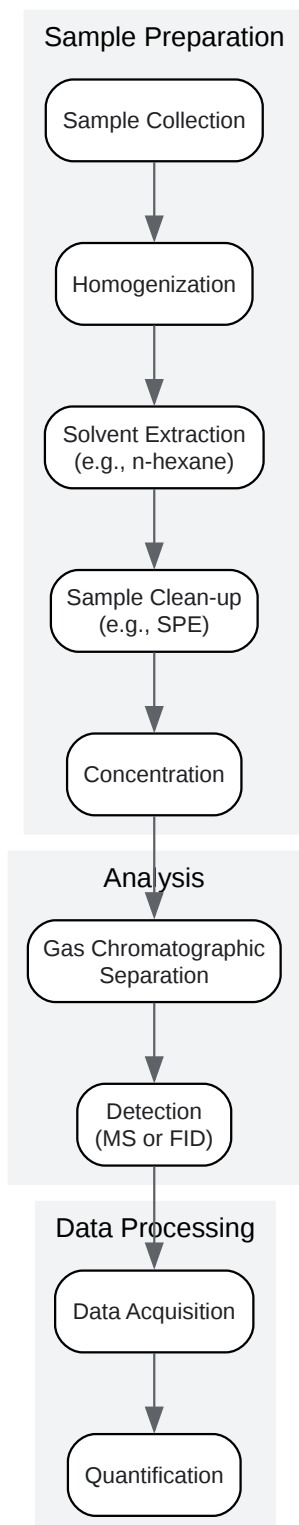 Sample Preparation
Sample Collection
Homogenization
Solvent Extraction
(e.g., n-hexane)
Sample Clean-up
(e.g., SPE)
Concentration
Analysis
Gas Chromatographic
Separation
Detection
(MS or FID)
Data Processing
Data Acquisition
Quantification